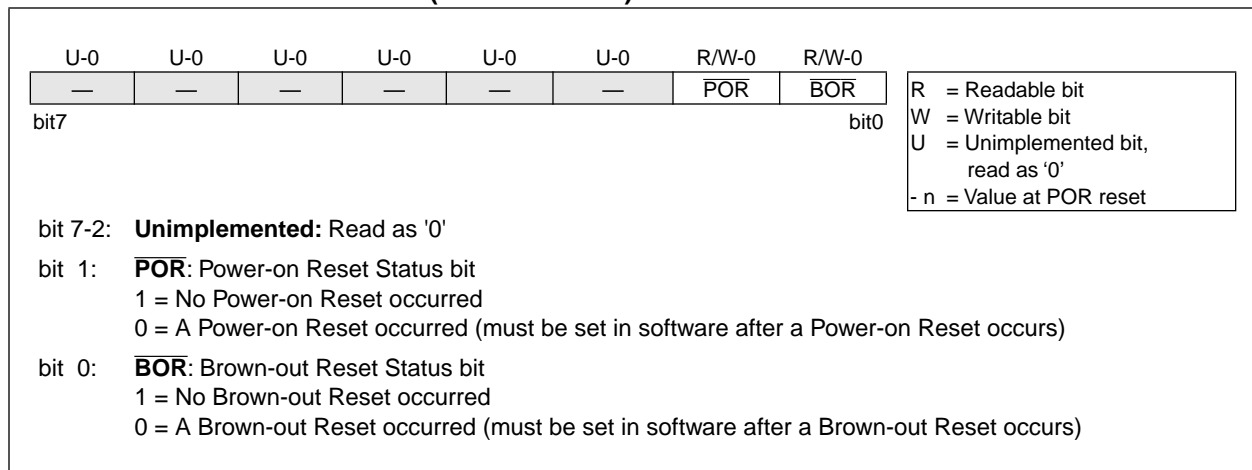 U-0 U-0 U-0 U-0 U-0 U-0 R/W-0 R/W-0
— — — — — — POR BOR
bit7 bit0
R = Readable bit
W = Writable bit
U = Unimplemented bit,
read as ‘0’
- n = Value at POR reset
bit 7-2: Unimplemented: Read as '0'
bit 1: POR: Power-on Reset Status bit
1 = No Power-on Reset occurred
0 = A Power-on Reset occurred (must be set in software after a Power-on Reset occurs)
bit 0: BOR: Brown-out Reset Status bit
1 = No Brown-out Reset occurred
0 = A Brown-out Reset occurred (must be set in software after a Brown-out Reset occurs)